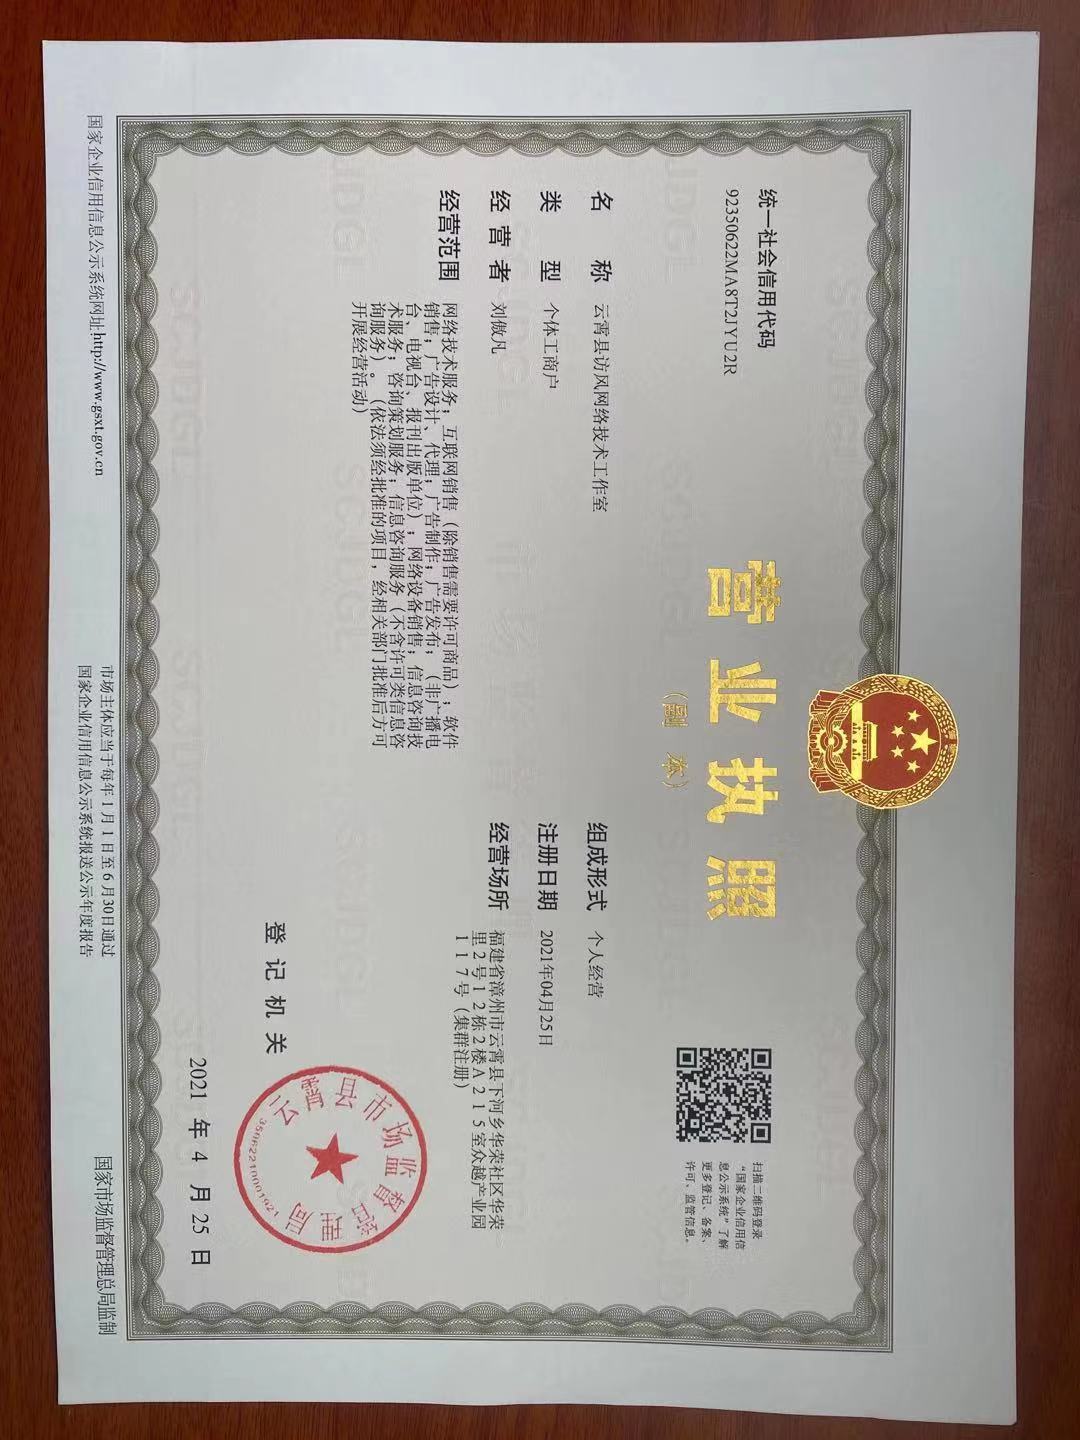 统一社会信用代码
92350622MA8T2JYU2R
营业执照
（副 本）
扫描二维码登录
“国家企业信用信
息公示系统”了解
更多登记、备案、
许可、监管信息。
名 称 云霄县访风网络技术工作室
类 型 个体工商户
经营者 刘傲凡
经营范围 网络技术服务；互联网销售（除销售需要许可商品）；软件
销售；广告设计、代理；广告制作；广告发布；（非广播电
台、电视台、报刊出版单位）；网络设备销售；信息咨询技
术服务；咨询策划服务；信息咨询服务（不含许可类信息咨
询服务）。（依法须经批准的项目，经相关部门批准后方可
开展经营活动）
组成形式 个人经营
注册日期 2021年04月25日
经营场所 福建省漳州市云霄县下河乡华荣社区华荣
里２号１２栋２楼Ａ２１５室众越产业园
１１７号（集群注册）
云霄县市场监督管理局
35062210001921
登记机关
2021 年 4 月 25 日
国家企业信用信息公示系统网址http://www.gsxt.gov.cn
市场主体应当于每年1月1日至6月30日通过
国家企业信用信息公示系统报送公示年度报告
国家市场监督管理总局监制